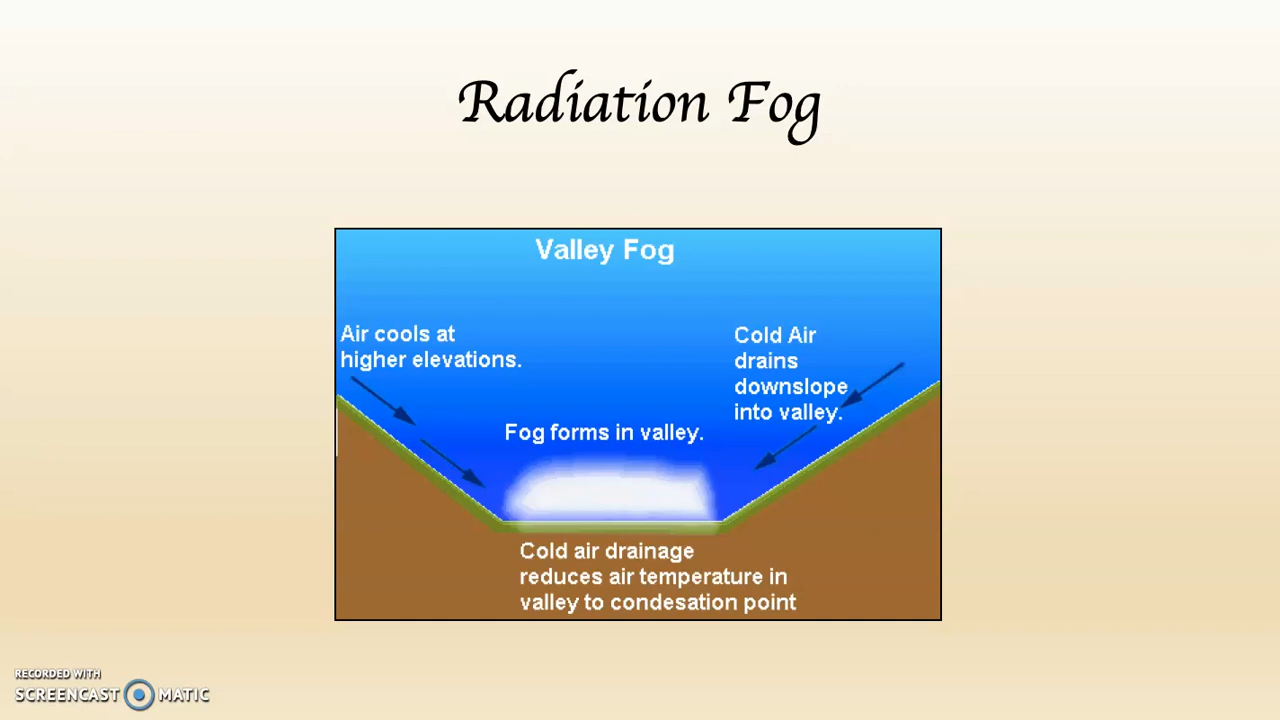 Radiation Fog
Valley Fog
Air cools at
higher elevations.
Cold Air
drains
downslope
into valley.
Fog forms in valley.
Cold air drainage
reduces air temperature in
valley to condesation point
RECORDED WITH
SCREENCAST MATIC